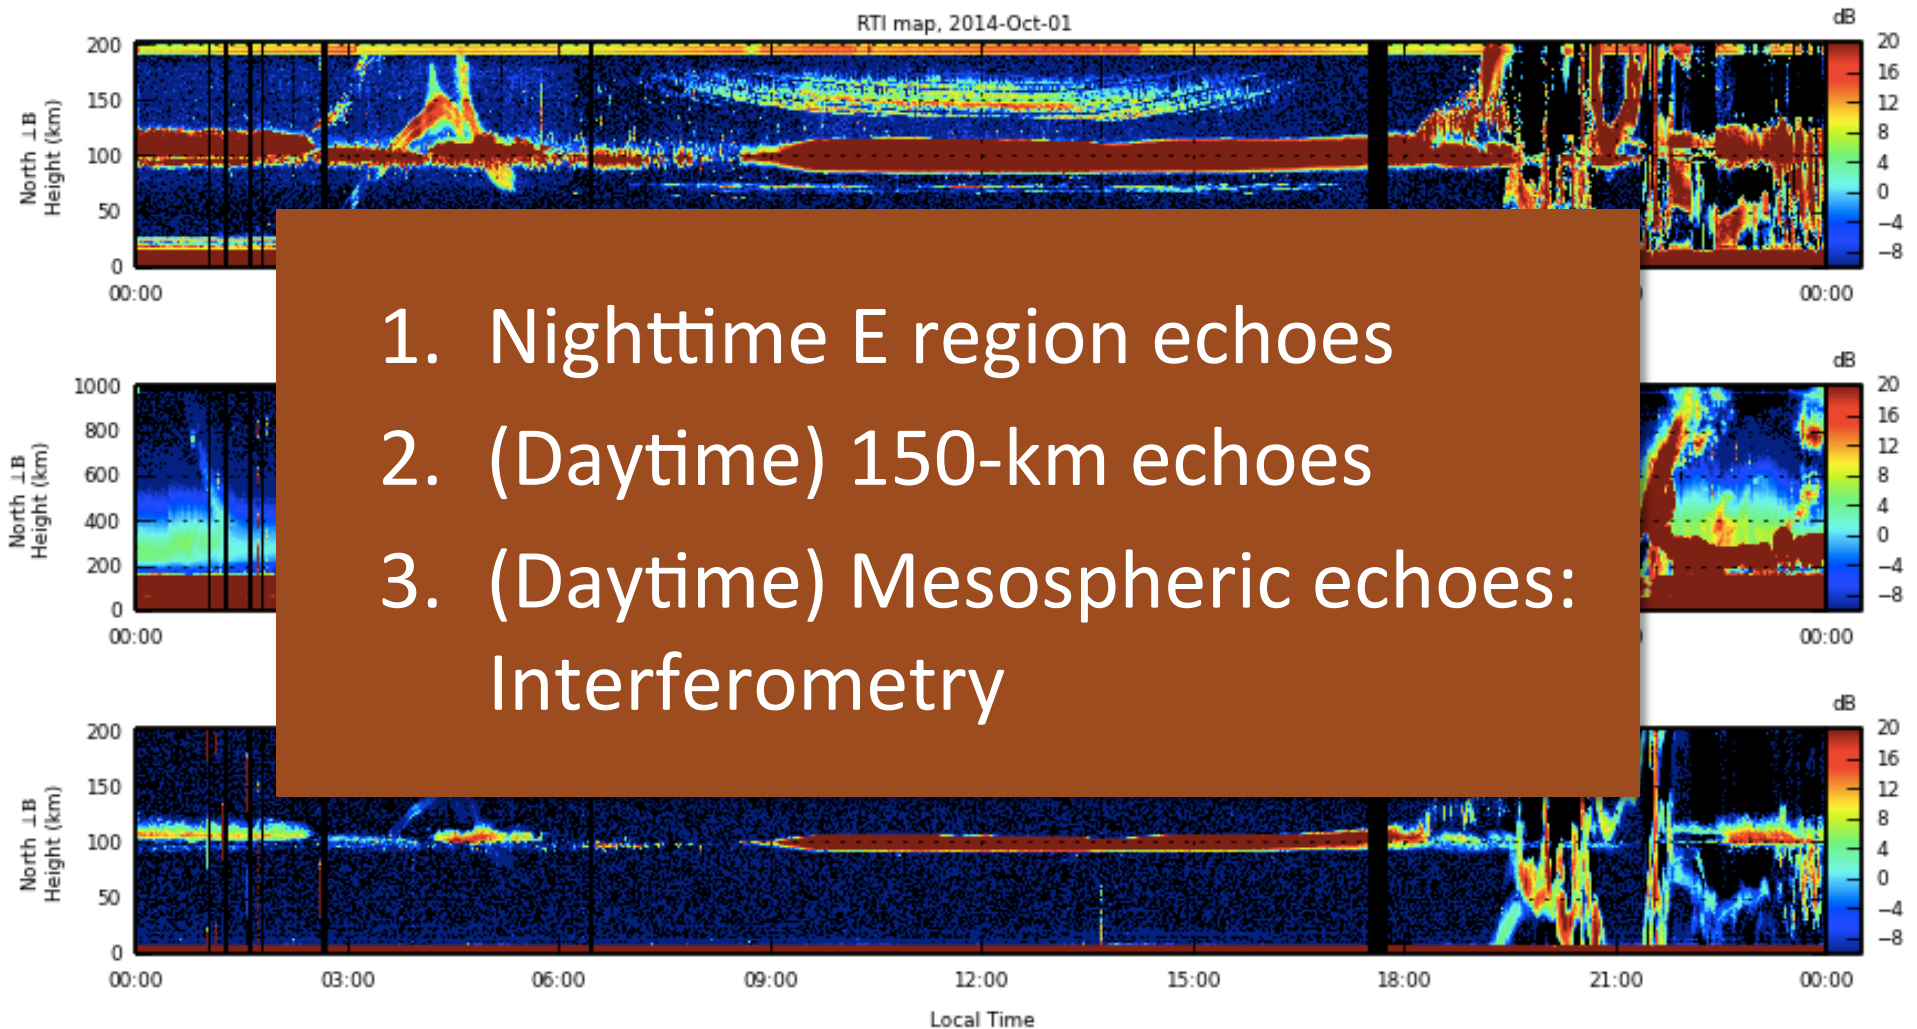 RTI map, 2014-Oct-01
dB
200
150
100
50
0
North ⊥B
Height (km)
20
16
12
8
4
0
−4
−8
00:00
00:00
1. Nighttime E region echoes
2. (Daytime) 150-km echoes
3. (Daytime) Mesospheric echoes:
Interferometry
dB
1000
800
600
400
200
0
North ⊥B
Height (km)
20
16
12
8
4
0
−4
−8
00:00
00:00
dB
200
150
100
50
0
North ⊥B
Height (km)
20
16
12
8
4
0
−4
−8
00:00 03:00 06:00 09:00 12:00 15:00 18:00 21:00 00:00
Local Time